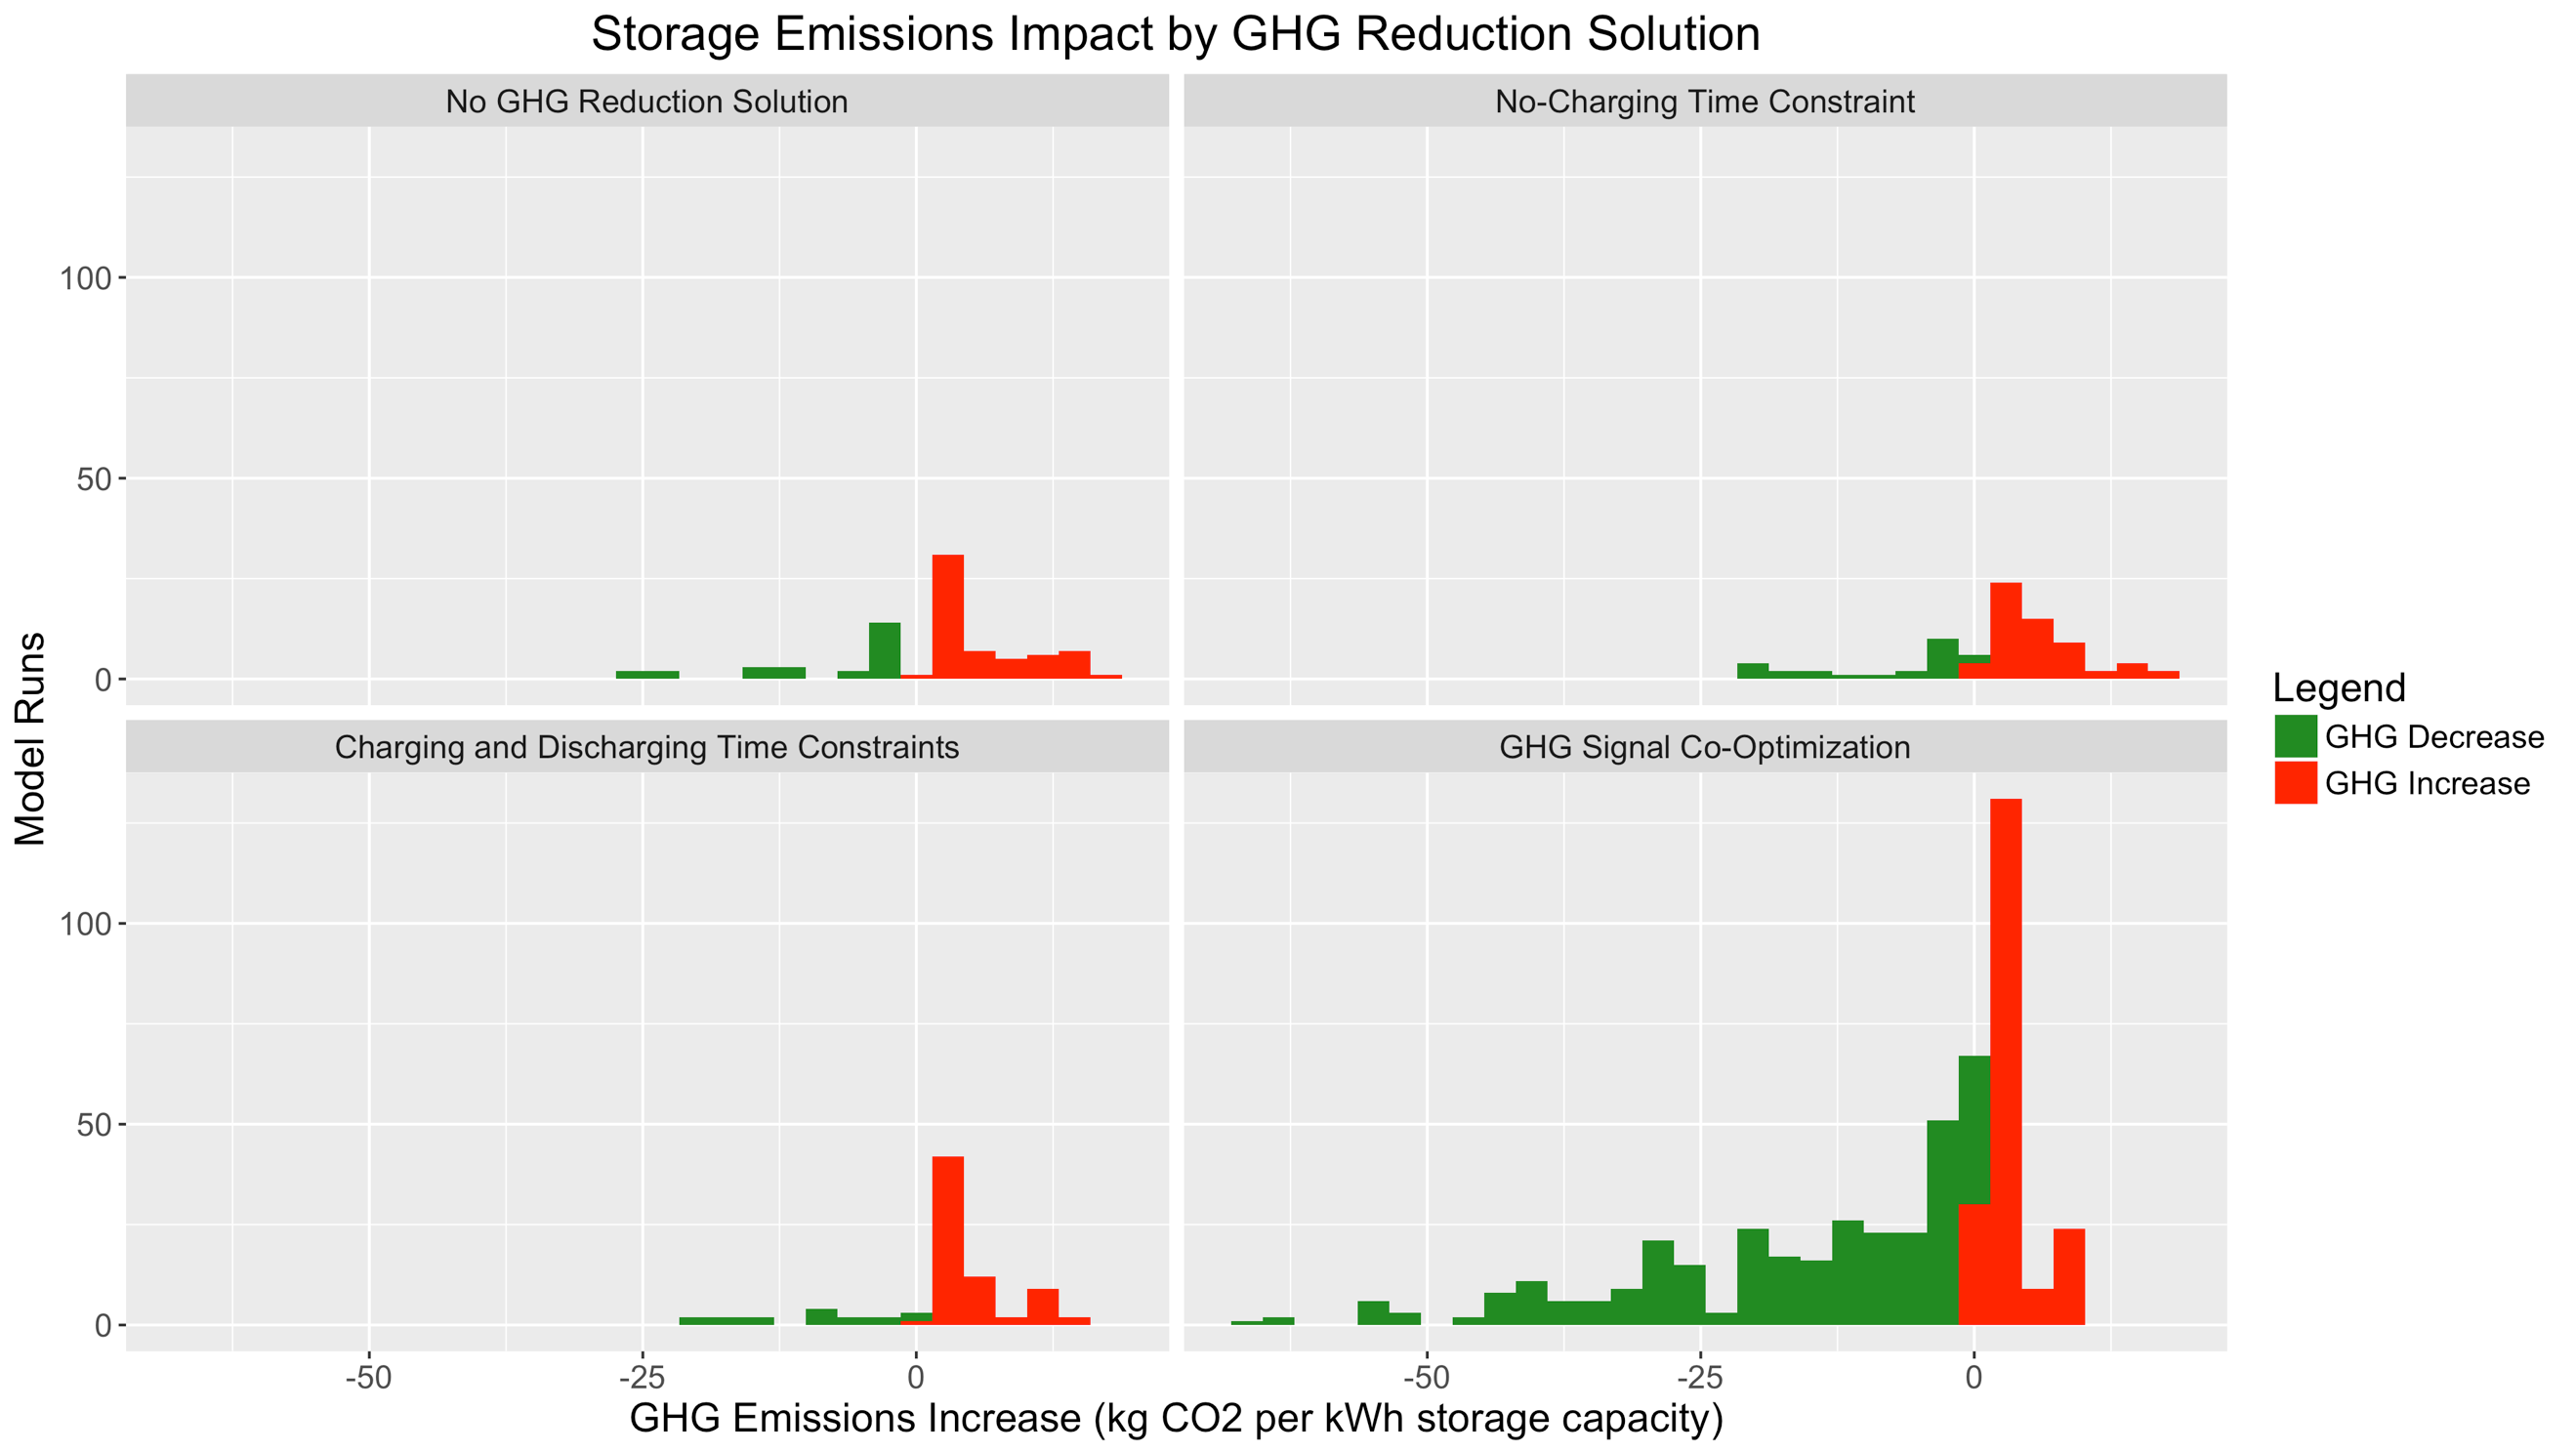 Storage Emissions Impact by GHG Reduction Solution
No GHG Reduction Solution
No-Charging Time Constraint
100
50
0
Charging and Discharging Time Constraints
GHG Signal Co-Optimization
100
50
0
-50
-25
0
-50
-25
0
Model Runs
GHG Emissions Increase (kg CO2 per kWh storage capacity)
Legend
GHG Decrease
GHG Increase